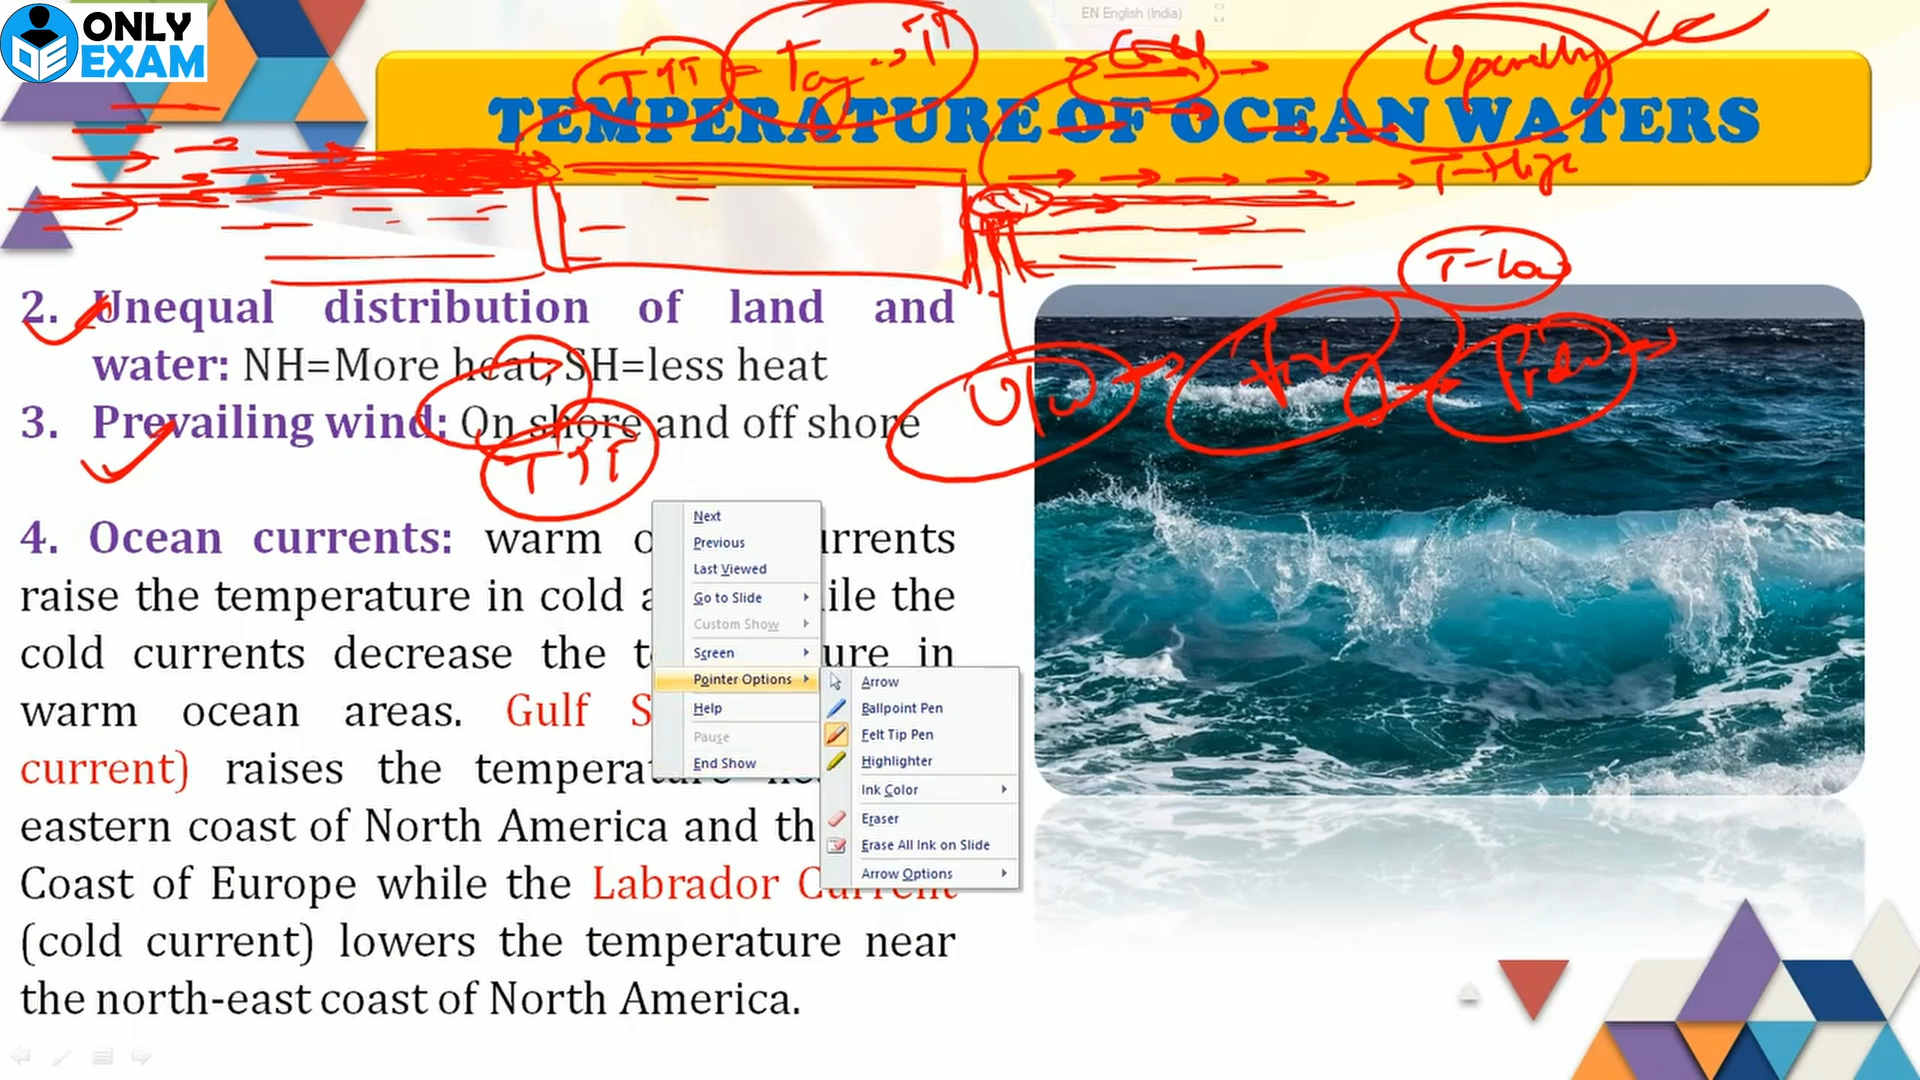 ONLY
EXAM
EN English (India)
TEMPERATURE OF OCEAN WATERS
Cold
T-High
T-Low
2. Unequal distribution of land and
water: NH=More heat; SH=less heat
3. Prevailing wind: On shore and off shore
T↑↑
4. Ocean currents: warm o urrents
raise the temperature in cold a ile the
cold currents decrease the t ure in
warm ocean areas. Gulf S
current) raises the tempera
eastern coast of North America and th
Coast of Europe while the Labrador Current
(cold current) lowers the temperature near
the north-east coast of North America.
Next
Previous
Last Viewed
Go to Slide
Custom Show
Screen
Pointer Options
Help
Pause
End Show
Arrow
Ballpoint Pen
Felt Tip Pen
Highlighter
Ink Color
Eraser
Erase All Ink on Slide
Arrow Options